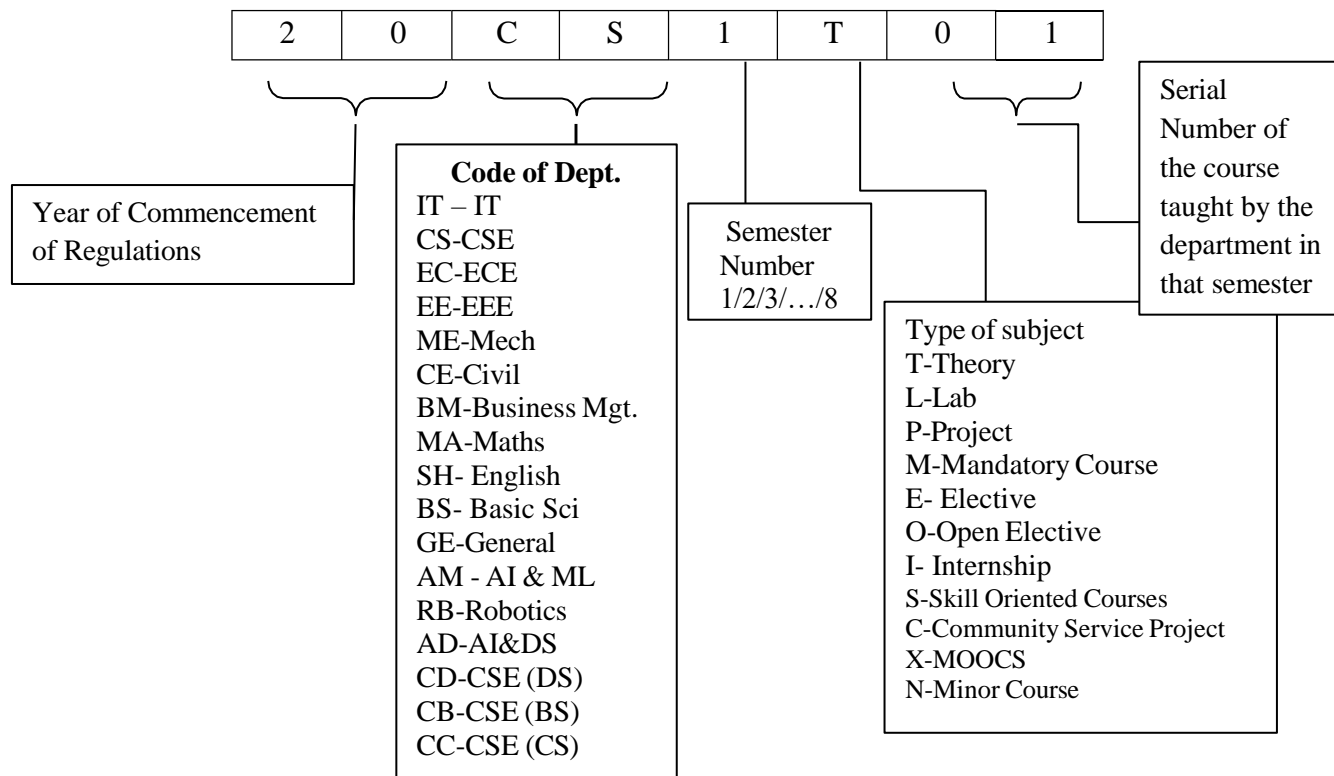 2 0 C S 1 T 0 1
Year of Commencement
of Regulations
Code of Dept.
IT – IT
CS-CSE
EC-ECE
EE-EEE
ME-Mech
CE-Civil
BM-Business Mgt.
MA-Maths
SH- English
BS- Basic Sci
GE-General
AM - AI & ML
RB-Robotics
AD-AI&DS
CD-CSE (DS)
CB-CSE (BS)
CC-CSE (CS)
Semester
Number
1/2/3/…/8
Type of subject
T-Theory
L-Lab
P-Project
M-Mandatory Course
E- Elective
O-Open Elective
I- Internship
S-Skill Oriented Courses
C-Community Service Project
X-MOOCS
N-Minor Course
Serial
Number of
the course
taught by the
department in
that semester